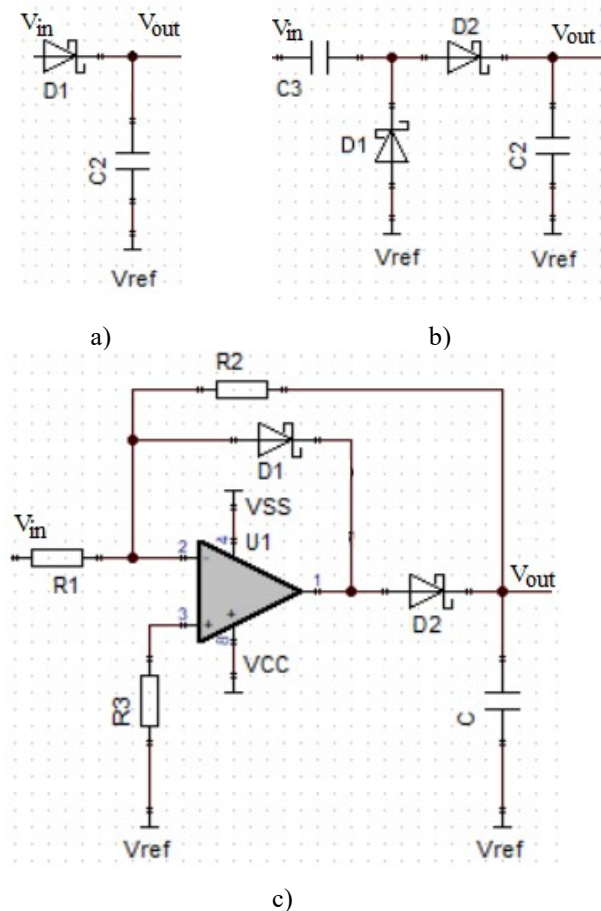 Vin Vout
D1
C2
Vref
a)
Vin D2 Vout
C3
D1
C2
Vref Vref
b)
R2
D1
VSS
Vin
4
U1
2
-
R1
1
Vout
D2
3
+
+
8
VCC
R3
C
Vref Vref
c)